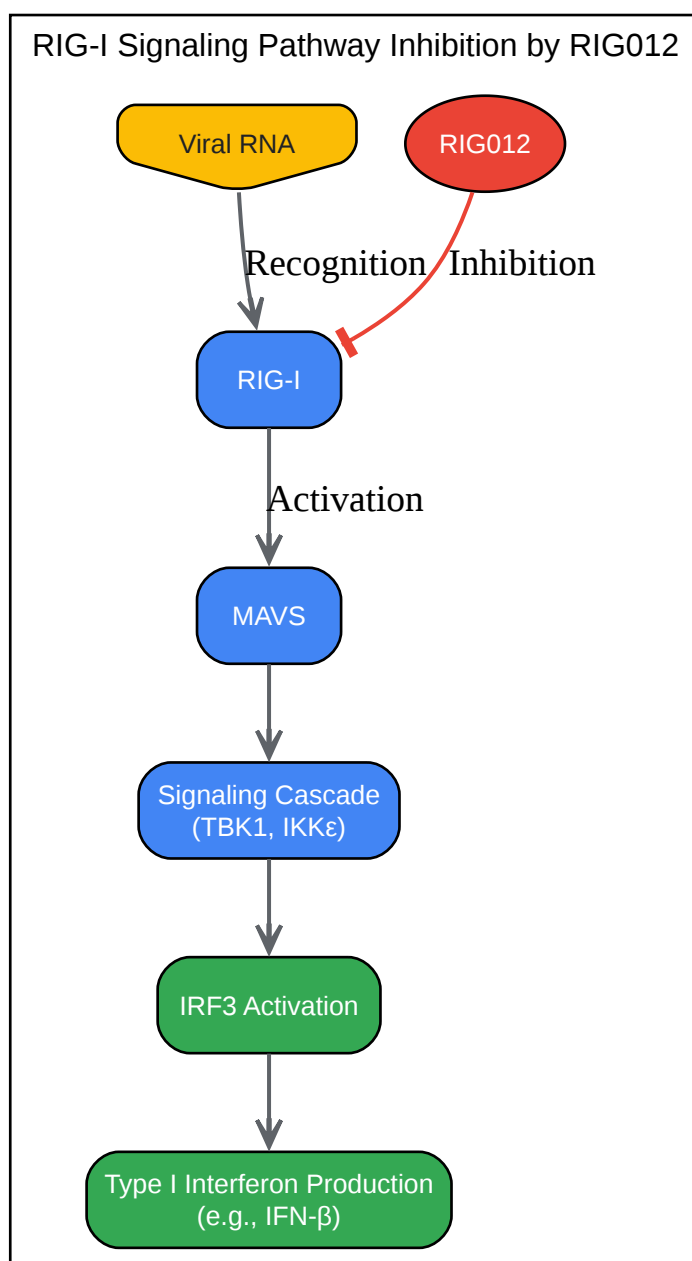 RIG-I Signaling Pathway Inhibition by RIG012
Viral RNA
RIG012
Recognition
Inhibition
RIG-I
Activation
MAVS
Signaling Cascade
(TBK1, IKKε)
IRF3 Activation
Type I Interferon Production
(e.g., IFN-β)